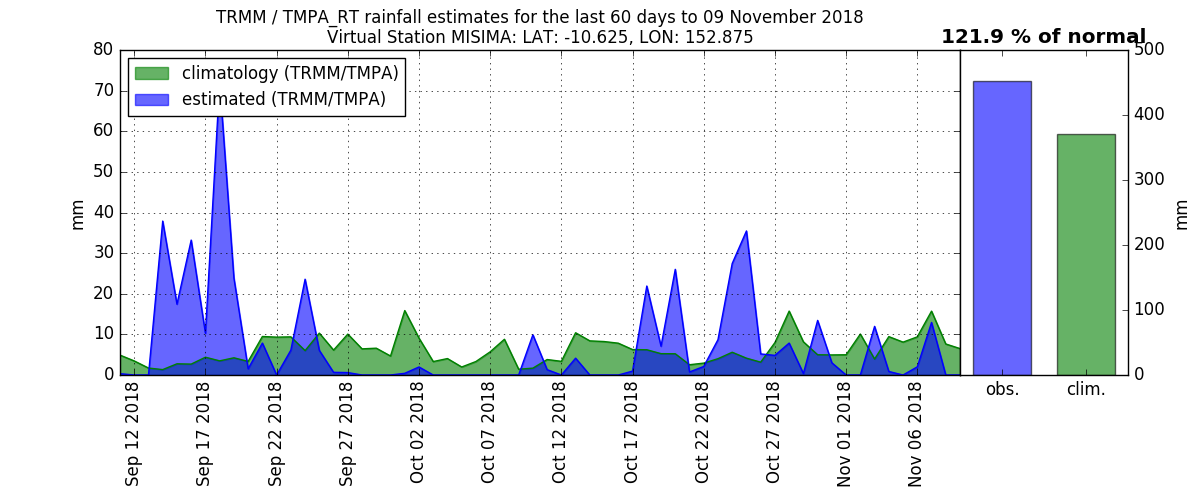 TRMM / TMPA_RT rainfall estimates for the last 60 days to 09 November 2018
Virtual Station MISIMA: LAT: -10.625, LON: 152.875
121.9 % of normal
climatology (TRMM/TMPA)
estimated (TRMM/TMPA)
80
70
60
50
40
30
20
10
0
mm
Sep 12 2018
Sep 17 2018
Sep 22 2018
Sep 27 2018
Oct 02 2018
Oct 07 2018
Oct 12 2018
Oct 17 2018
Oct 22 2018
Oct 27 2018
Nov 01 2018
Nov 06 2018
500
400
300
200
100
0
mm
obs.
clim.